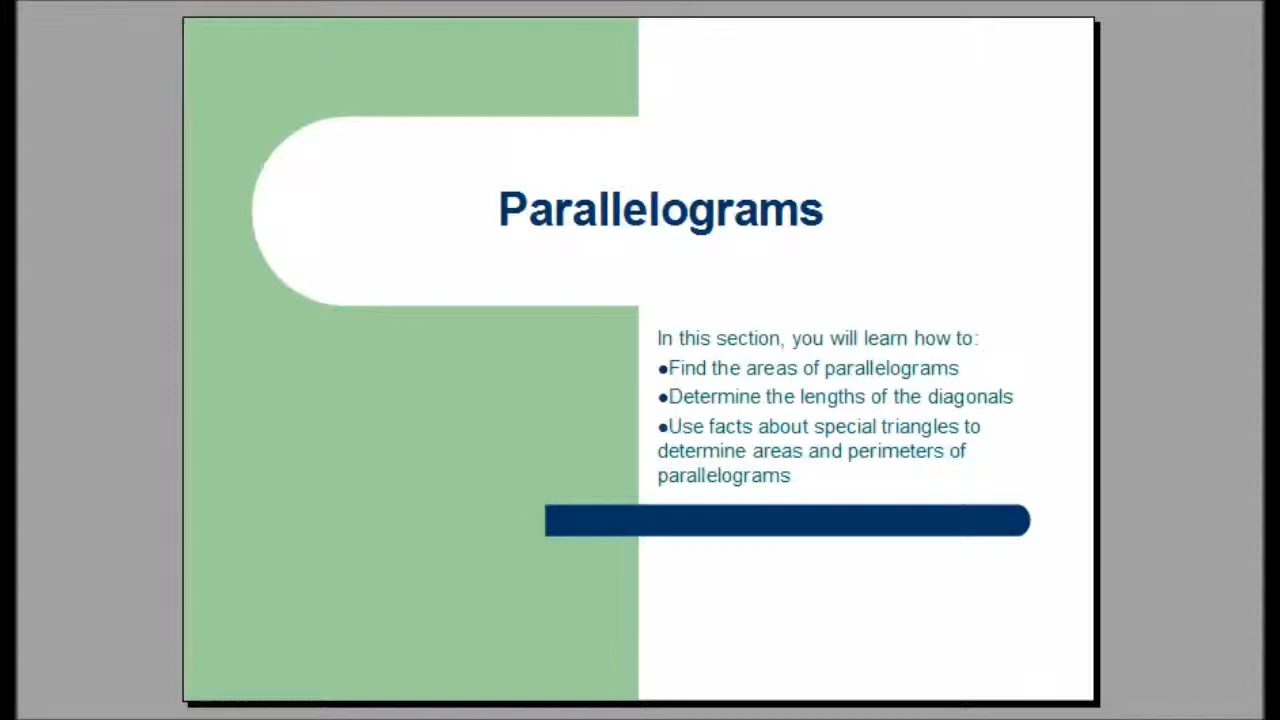 Parallelograms
In this section, you will learn how to:
●Find the areas of parallelograms
●Determine the lengths of the diagonals
●Use facts about special triangles to
determine areas and perimeters of
parallelograms